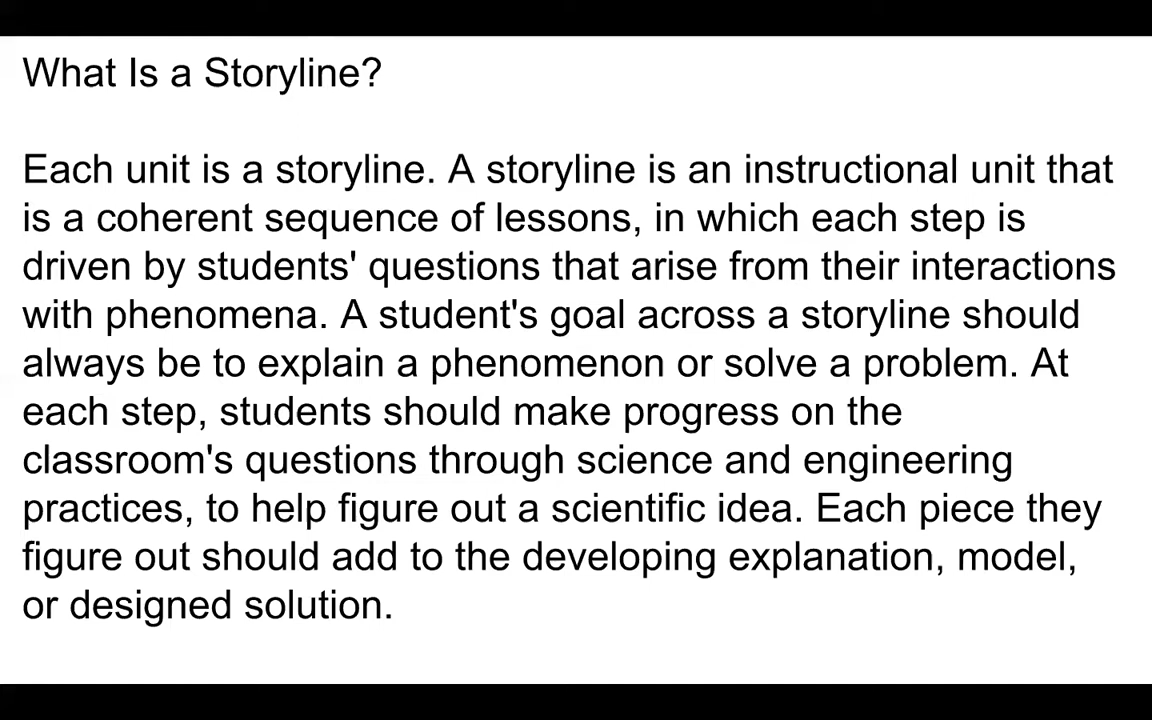 What Is a Storyline?
Each unit is a storyline. A storyline is an instructional unit that
is a coherent sequence of lessons, in which each step is
driven by students' questions that arise from their interactions
with phenomena. A student's goal across a storyline should
always be to explain a phenomenon or solve a problem. At
each step, students should make progress on the
classroom's questions through science and engineering
practices, to help figure out a scientific idea. Each piece they
figure out should add to the developing explanation, model,
or designed solution.